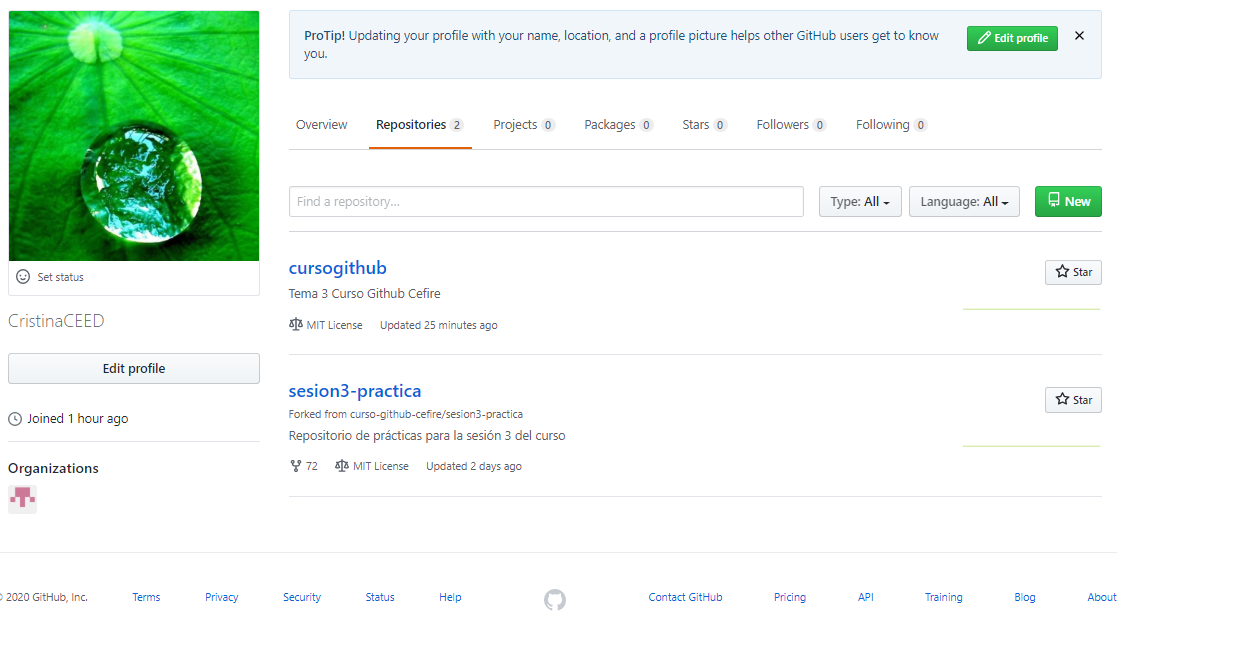 ProTip! Updating your profile with your name, location, and a profile picture helps other GitHub users get to know
you.
Edit profile
Overview Repositories 2 Projects 0 Packages 0 Stars 0 Followers 0 Following 0
Find a repository...
Type: All
Language: All
New
Set status
CristinaCEED
Edit profile
Joined 1 hour ago
Organizations
cursogithub
Star
Tema 3 Curso Github Cefire
MIT License Updated 25 minutes ago
sesion3-practica
Star
Forked from curso-github-cefire/sesion3-practica
Repositorio de prácticas para la sesión 3 del curso
72 MIT License Updated 2 days ago
© 2020 GitHub, Inc. Terms Privacy Security Status Help Contact GitHub Pricing API Training Blog About